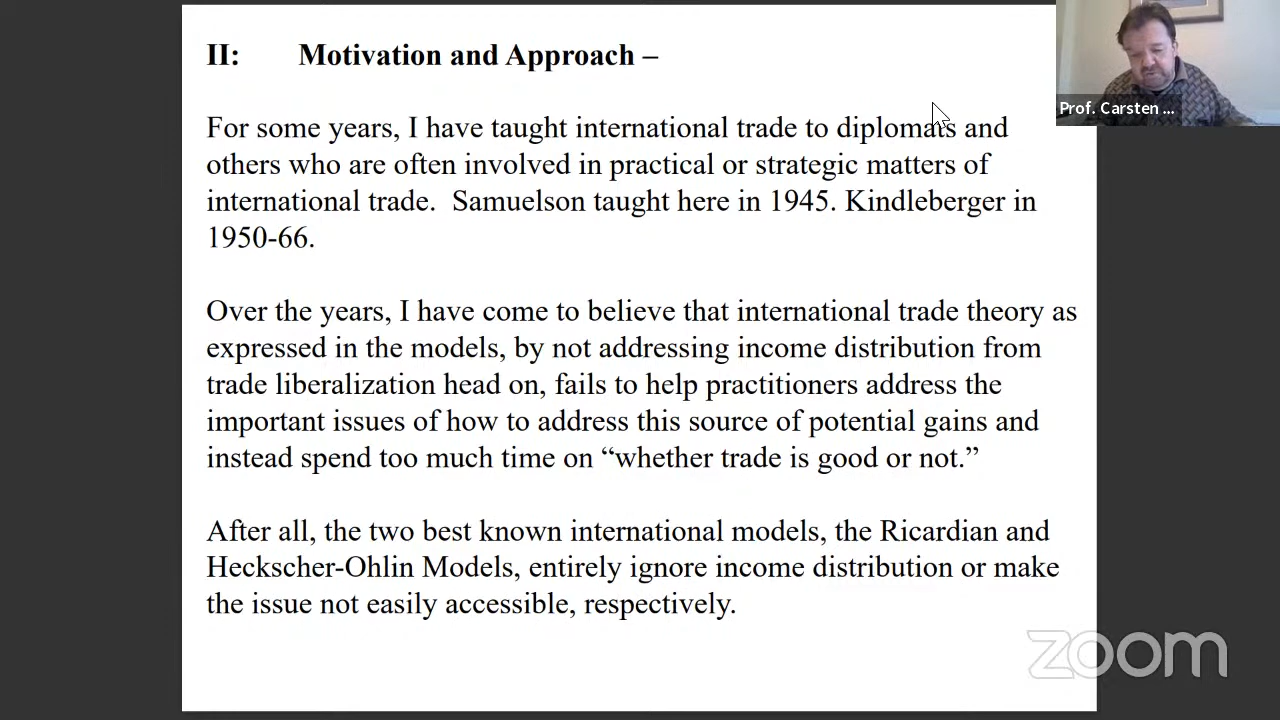 II: Motivation and Approach –
For some years, I have taught international trade to diplomats and
others who are often involved in practical or strategic matters of
international trade.  Samuelson taught here in 1945. Kindleberger in
1950-66.
Over the years, I have come to believe that international trade theory as
expressed in the models, by not addressing income distribution from
trade liberalization head on, fails to help practitioners address the
important issues of how to address this source of potential gains and
instead spend too much time on “whether trade is good or not.”
After all, the two best known international models, the Ricardian and
Heckscher-Ohlin Models, entirely ignore income distribution or make
the issue not easily accessible, respectively.
Prof. Carsten ...
zoom